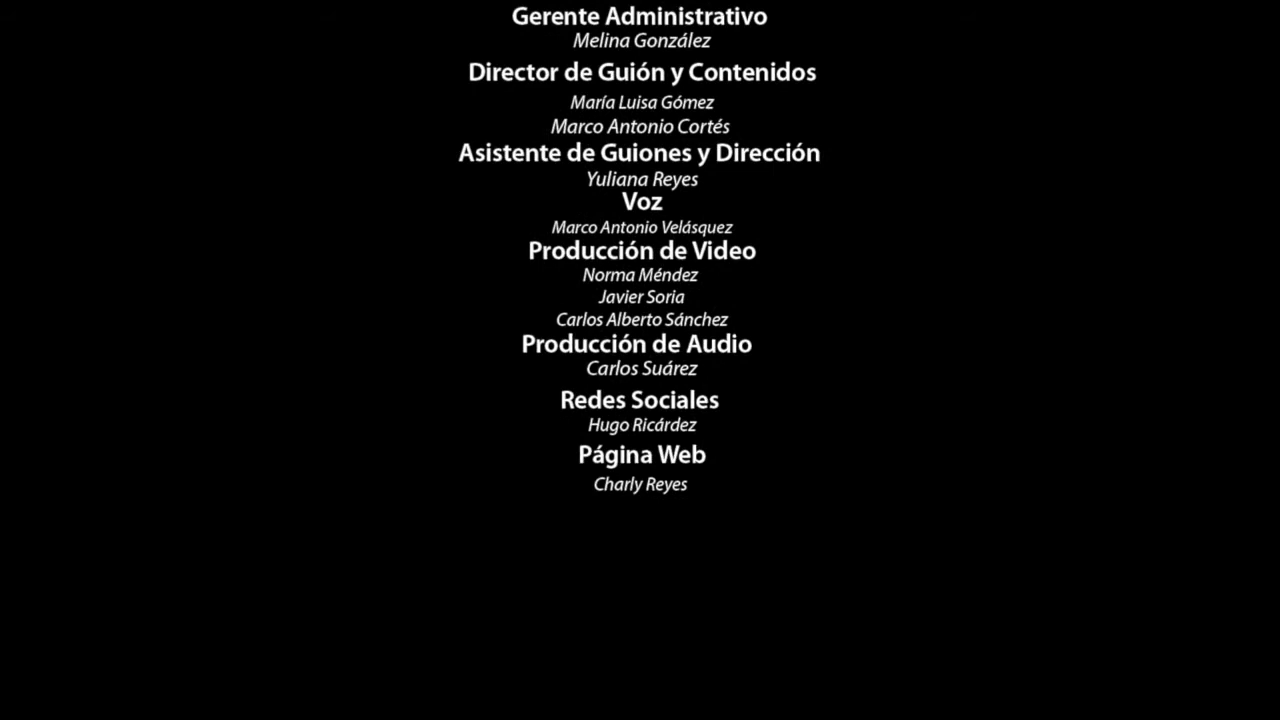 Gerente Administrativo
Melina González
Director de Guión y Contenidos
María Luisa Gómez
Marco Antonio Cortés
Asistente de Guiones y Dirección
Yuliana Reyes
Voz
Marco Antonio Velásquez
Producción de Video
Norma Méndez
Javier Soria
Carlos Alberto Sánchez
Producción de Audio
Carlos Suárez
Redes Sociales
Hugo Ricárdez
Página Web
Charly Reyes